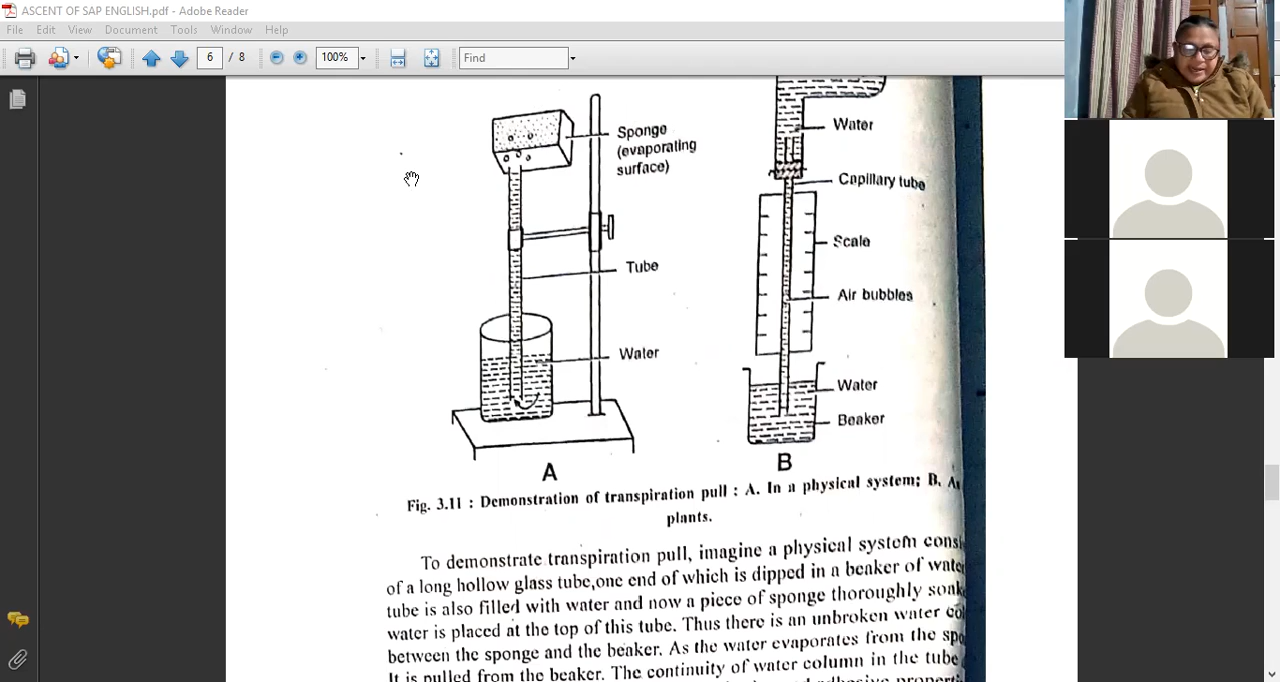 ASCENT OF SAP ENGLISH.pdf - Adobe Reader
File Edit View Document Tools Window Help
6 / 8 100% Find
Sponge
(evaporating
surface)
Tube
Water
A
Water
Capillary tube
Scale
Air bubbles
Water
Beaker
B
Fig. 3.11 : Demonstration of transpiration pull : A. In a physical system; B.
plants.
To demonstrate transpiration pull, imagine a physical system
of a long hollow glass tube,one end of which is dipped in a beaker of
tube is also filled with water and now a piece of sponge thoroughly
water is placed at the top of this tube. Thus there is an unbroken water
between the sponge and the beaker. As the water evaporates from the
It is pulled from the beaker. The continuity of water column in the tube